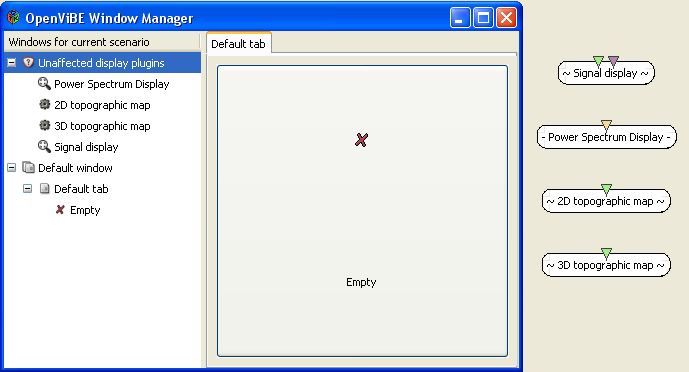 OpenViBE Window Manager
Windows for current scenario
Default tab
Unaffected display plugins
Power Spectrum Display
2D topographic map
3D topographic map
Signal display
Default window
Default tab
Empty
Empty
~ Signal display ~
- Power Spectrum Display -
~ 2D topographic map ~
~ 3D topographic map ~